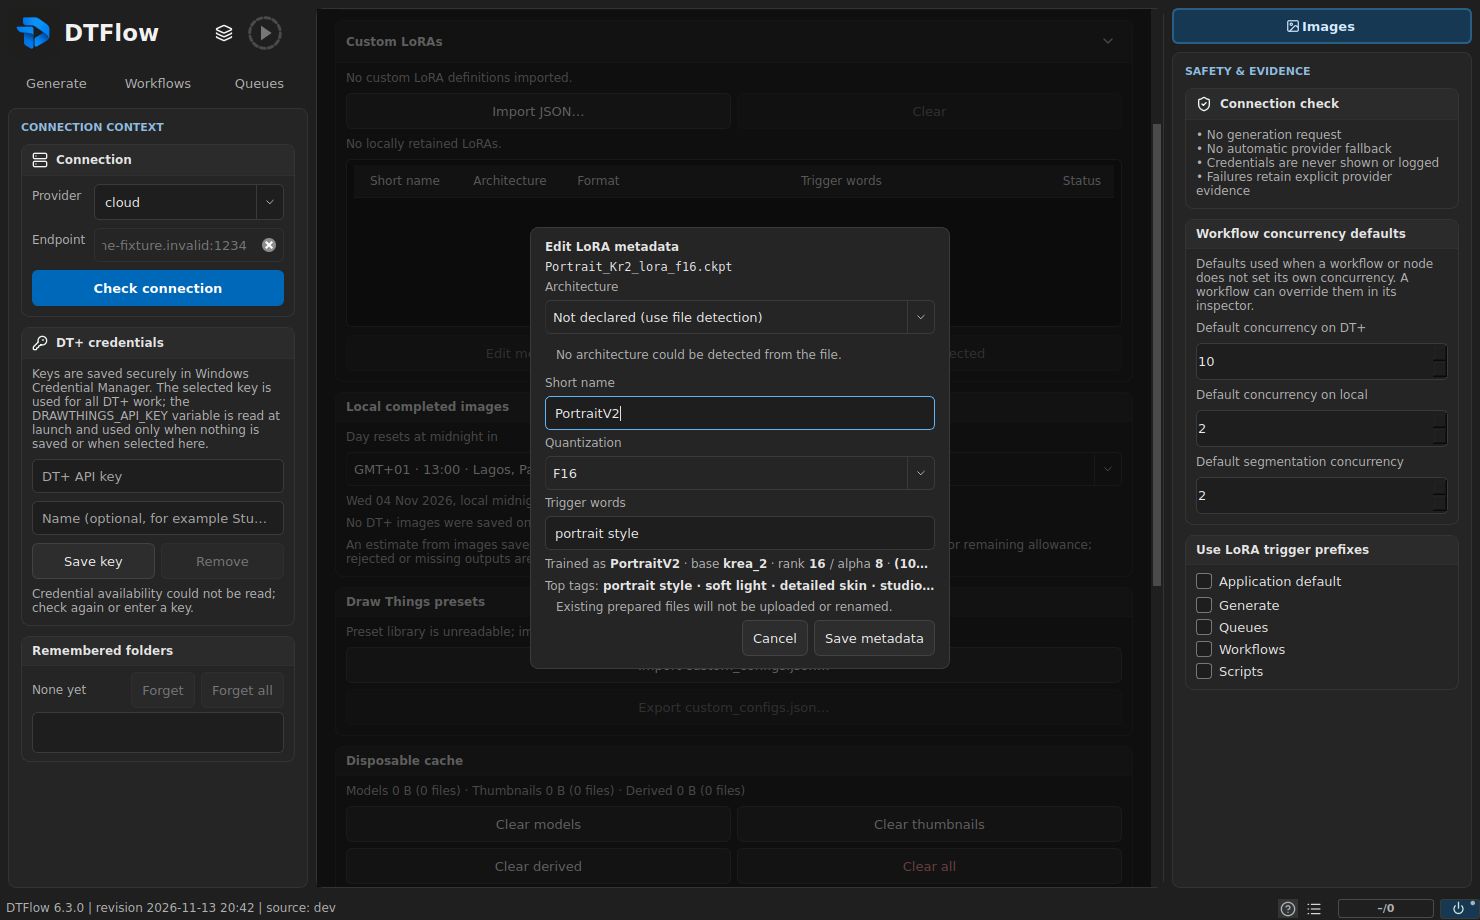 DTFlow
Generate
Workflows
Queues
CONNECTION CONTEXT
Connection
Provider
cloud
Endpoint
ne-fixture.invalid:1234
Check connection
DT+ credentials
Keys are saved securely in Windows
Credential Manager. The selected key is
used for all DT+ work; the
DRAWTHINGS_API_KEY variable is read at
launch and used only when nothing is
saved or when selected here.
DT+ API key
Name (optional, for example Stu...
Save key
Remove
Credential availability could not be read;
check again or enter a key.
Remembered folders
None yet
Forget
Forget all
Custom LoRAs
No custom LoRA definitions imported.
Import JSON...
Clear
No locally retained LoRAs.
Short name
Architecture
Format
Trigger words
Status
Edit LoRA metadata
Portrait_Kr2_lora_f16.ckpt
Architecture
Not declared (use file detection)
No architecture could be detected from the file.
Short name
PortraitV2
Quantization
F16
Trigger words
portrait style
Trained as PortraitV2 · base krea_2 · rank 16 / alpha 8 · (10...
Top tags: portrait style · soft light · detailed skin · studio...
Existing prepared files will not be uploaded or renamed.
Cancel
Save metadata
Edit me
ected
Local completed images
Day resets at midnight in
GMT+01 · 13:00 · Lagos, Pa
Wed 04 Nov 2026, local midnig
No DT+ images were saved on
An estimate from images save
or remaining allowance;
rejected or missing outputs are
Draw Things presets
Preset library is unreadable; im
Import custom_configs.json...
Export custom_configs.json...
Disposable cache
Models 0 B (0 files) · Thumbnails 0 B (0 files) · Derived 0 B (0 files)
Clear models
Clear thumbnails
Clear derived
Clear all
Images
SAFETY & EVIDENCE
Connection check
• No generation request
• No automatic provider fallback
• Credentials are never shown or logged
• Failures retain explicit provider
evidence
Workflow concurrency defaults
Defaults used when a workflow or node
does not set its own concurrency. A
workflow can override them in its
inspector.
Default concurrency on DT+
10
Default concurrency on local
2
Default segmentation concurrency
2
Use LoRA trigger prefixes
Application default
Generate
Queues
Workflows
Scripts
DTFlow 6.3.0 | revision 2026-11-13 20:42 | source: dev
–/0